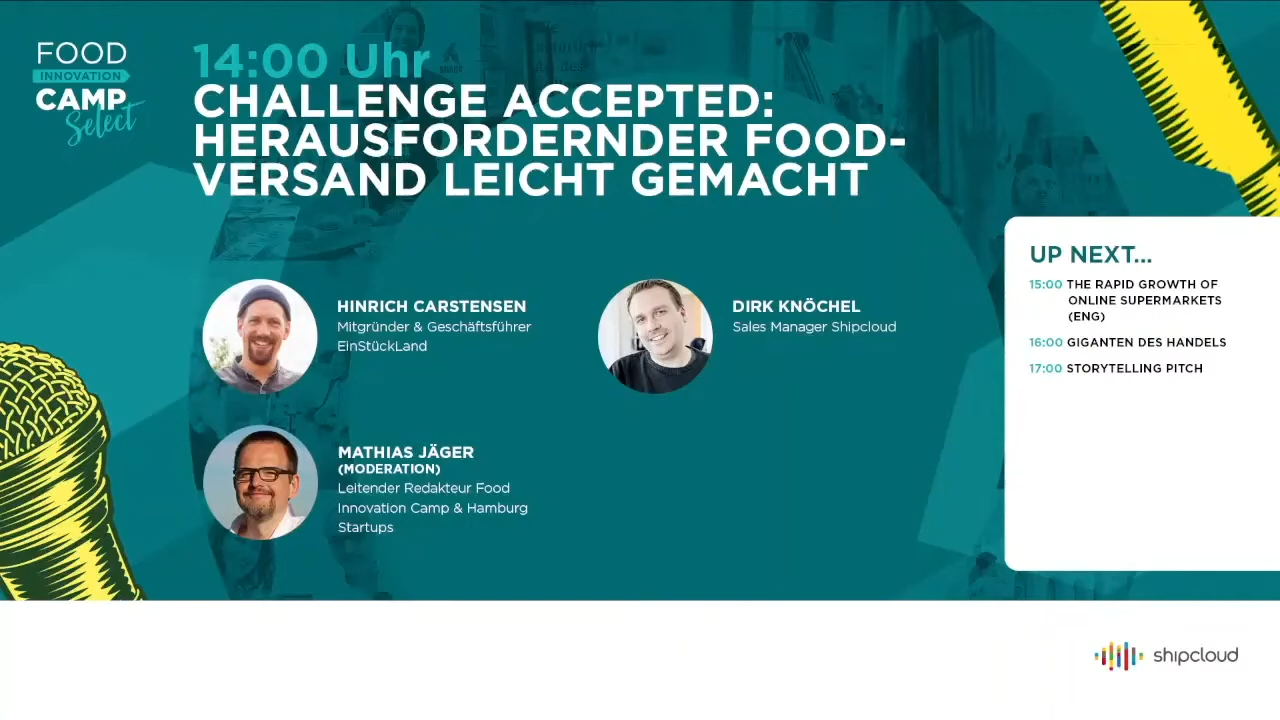 FOOD
INNOVATION
CAMP
Select
14:00 Uhr
CHALLENGE ACCEPTED:
HERAUSFORDERNDER FOOD-
VERSAND LEICHT GEMACHT
HINRICH CARSTENSEN
Mitgründer & Geschäftsführer
EinStückLand
DIRK KNÖCHEL
Sales Manager Shipcloud
MATHIAS JÄGER
(MODERATION)
Leitender Redakteur Food
Innovation Camp & Hamburg
Startups
UP NEXT...
15:00 THE RAPID GROWTH OF
ONLINE SUPERMARKETS
(ENG)
16:00 GIGANTEN DES HANDELS
17:00 STORYTELLING PITCH
shipcloud